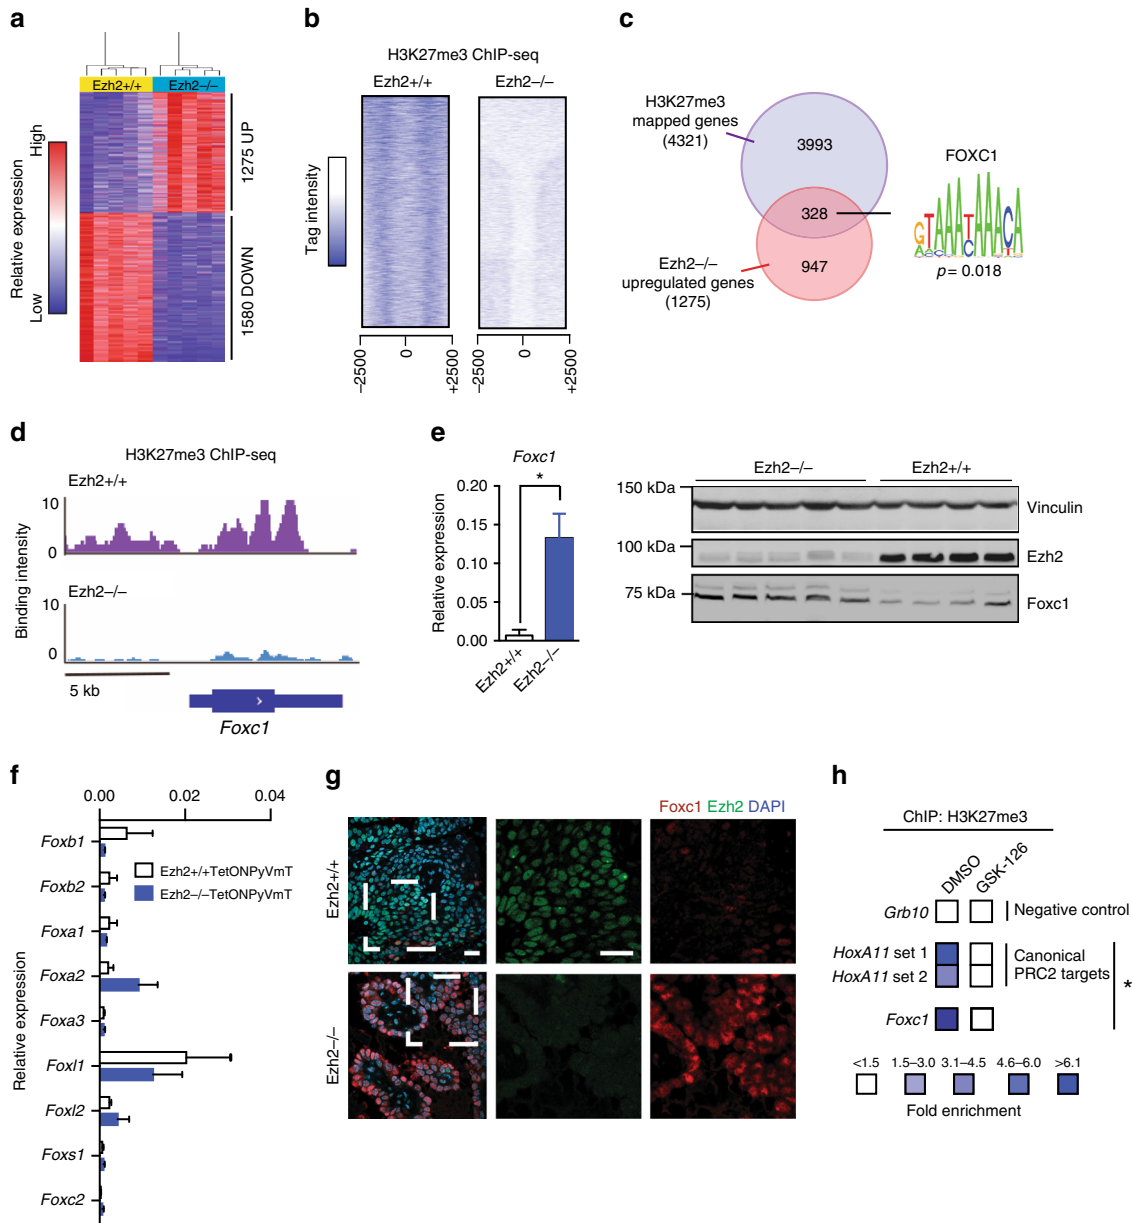 a
Ezh2+/+
Ezh2–/–
High
Relative expression
Low
1275 UP
1580 DOWN
b
H3K27me3 ChIP-seq
Ezh2+/+
Ezh2–/–
Tag intensity
–2500
0
+2500
–2500
0
+2500
c
H3K27me3
mapped genes
(4321)
3993
328
947
Ezh2–/–
upregulated genes
(1275)
FOXC1
GTAAATAAACA
p= 0.018
d
H3K27me3 ChIP-seq
Ezh2+/+
10
0
Binding intensity
Ezh2–/–
10
0
5 kb
Foxc1
e
Foxc1
*
0.20
0.15
0.10
0.05
0.00
Relative expression
Ezh2+/+
Ezh2–/–
Ezh2–/–
Ezh2+/+
150 kDa
Vinculin
100 kDa
Ezh2
75 kDa
Foxc1
f
0.00
0.02
0.04
Relative expression
Foxb1
Foxb2
Foxa1
Foxa2
Foxa3
Foxl1
Foxl2
Foxs1
Foxc2
Ezh2+/+TetONPyVmT
Ezh2–/–TetONPyVmT
g
Foxc1 Ezh2 DAPI
Ezh2+/+
Ezh2–/–
h
ChIP: H3K27me3
DMSO
GSK-126
Grb10
Negative control
HoxA11 set 1
HoxA11 set 2
Canonical
PRC2 targets
*
Foxc1
<1.5
1.5–3.0
3.1–4.5
4.6–6.0
>6.1
Fold enrichment